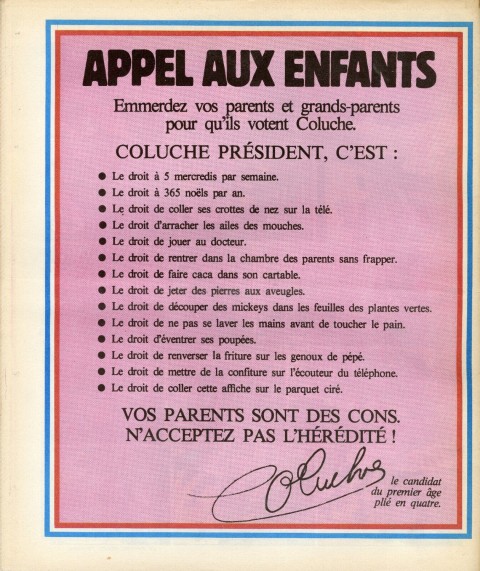 APPEL AUX ENFANTS
Emmerdez vos parents et grands-parents
pour qu'ils votent Coluche.
COLUCHE PRÉSIDENT, C'EST :
● Le droit à 5 mercredis par semaine.
● Le droit à 365 noëls par an.
● Le droit de coller ses crottes de nez sur la télé.
● Le droit d'arracher les ailes des mouches.
● Le droit de jouer au docteur.
● Le droit de rentrer dans la chambre des parents sans frapper.
● Le droit de faire caca dans son cartable.
● Le droit de jeter des pierres aux aveugles.
● Le droit de découper des mickeys dans les feuilles des plantes vertes.
● Le droit de ne pas se laver les mains avant de toucher le pain.
● Le droit d'éventrer ses poupées.
● Le droit de renverser la friture sur les genoux de pépé.
● Le droit de mettre de la confiture sur l'écouteur du téléphone.
● Le droit de coller cette affiche sur le parquet ciré.
VOS PARENTS SONT DES CONS.
N'ACCEPTEZ PAS L'HÉRÉDITÉ !
Coluche
le candidat
du premier âge
plié en quatre.